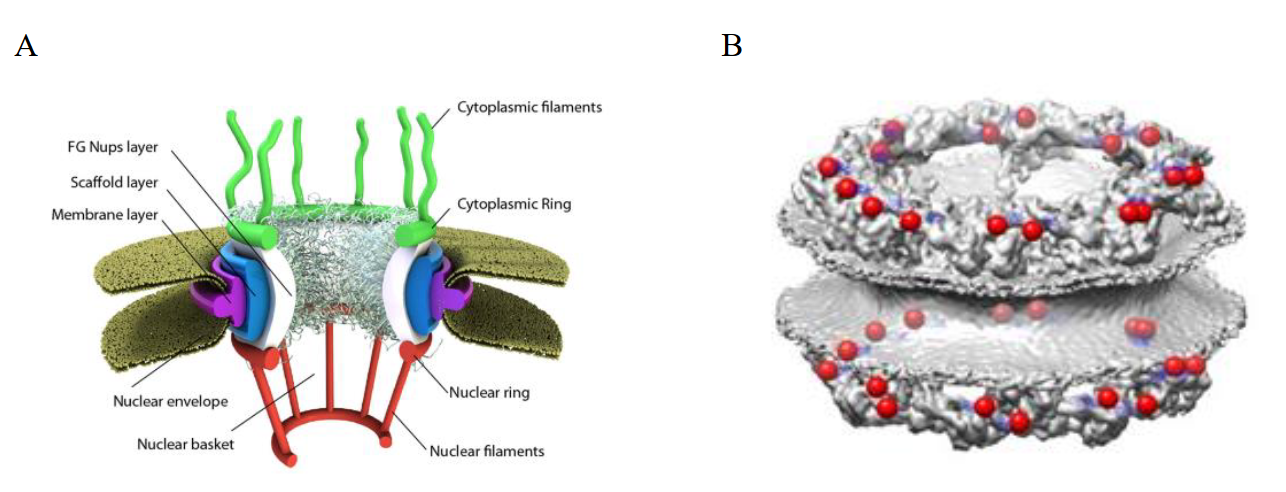 A
B
Cytoplasmic filaments
FG Nups layer
Scaffold layer
Membrane layer
Cytoplasmic Ring
Nuclear envelope
Nuclear ring
Nuclear basket
Nuclear filaments